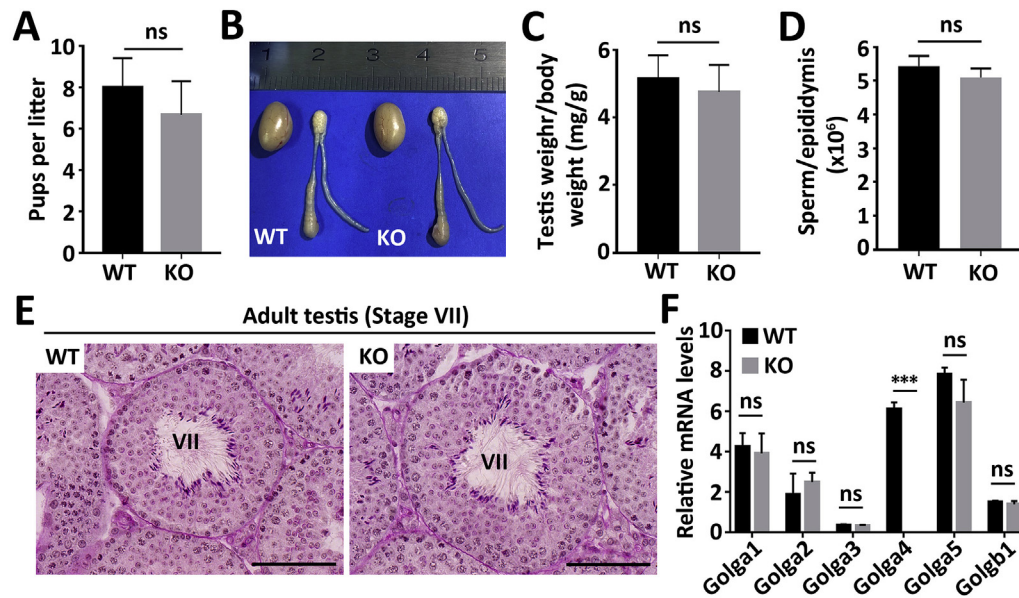 A
Pups per litter
10
8
6
4
2
0
ns
WT
KO
B
1 2 3 4 5
WT
KO
C
Testis weighr/body
weight (mg/g)
6
4
2
0
ns
WT
KO
D
Sperm/epididymis
(x10⁶)
6
5
4
3
2
1
0
ns
WT
KO
E
Adult testis (Stage VII)
WT
VII
KO
VII
F
Relative mRNA levels
10
8
6
4
2
0
WT
KO
ns
ns
ns
***
ns
ns
Golga1
Golga2
Golga3
Golga4
Golga5
Golgb1